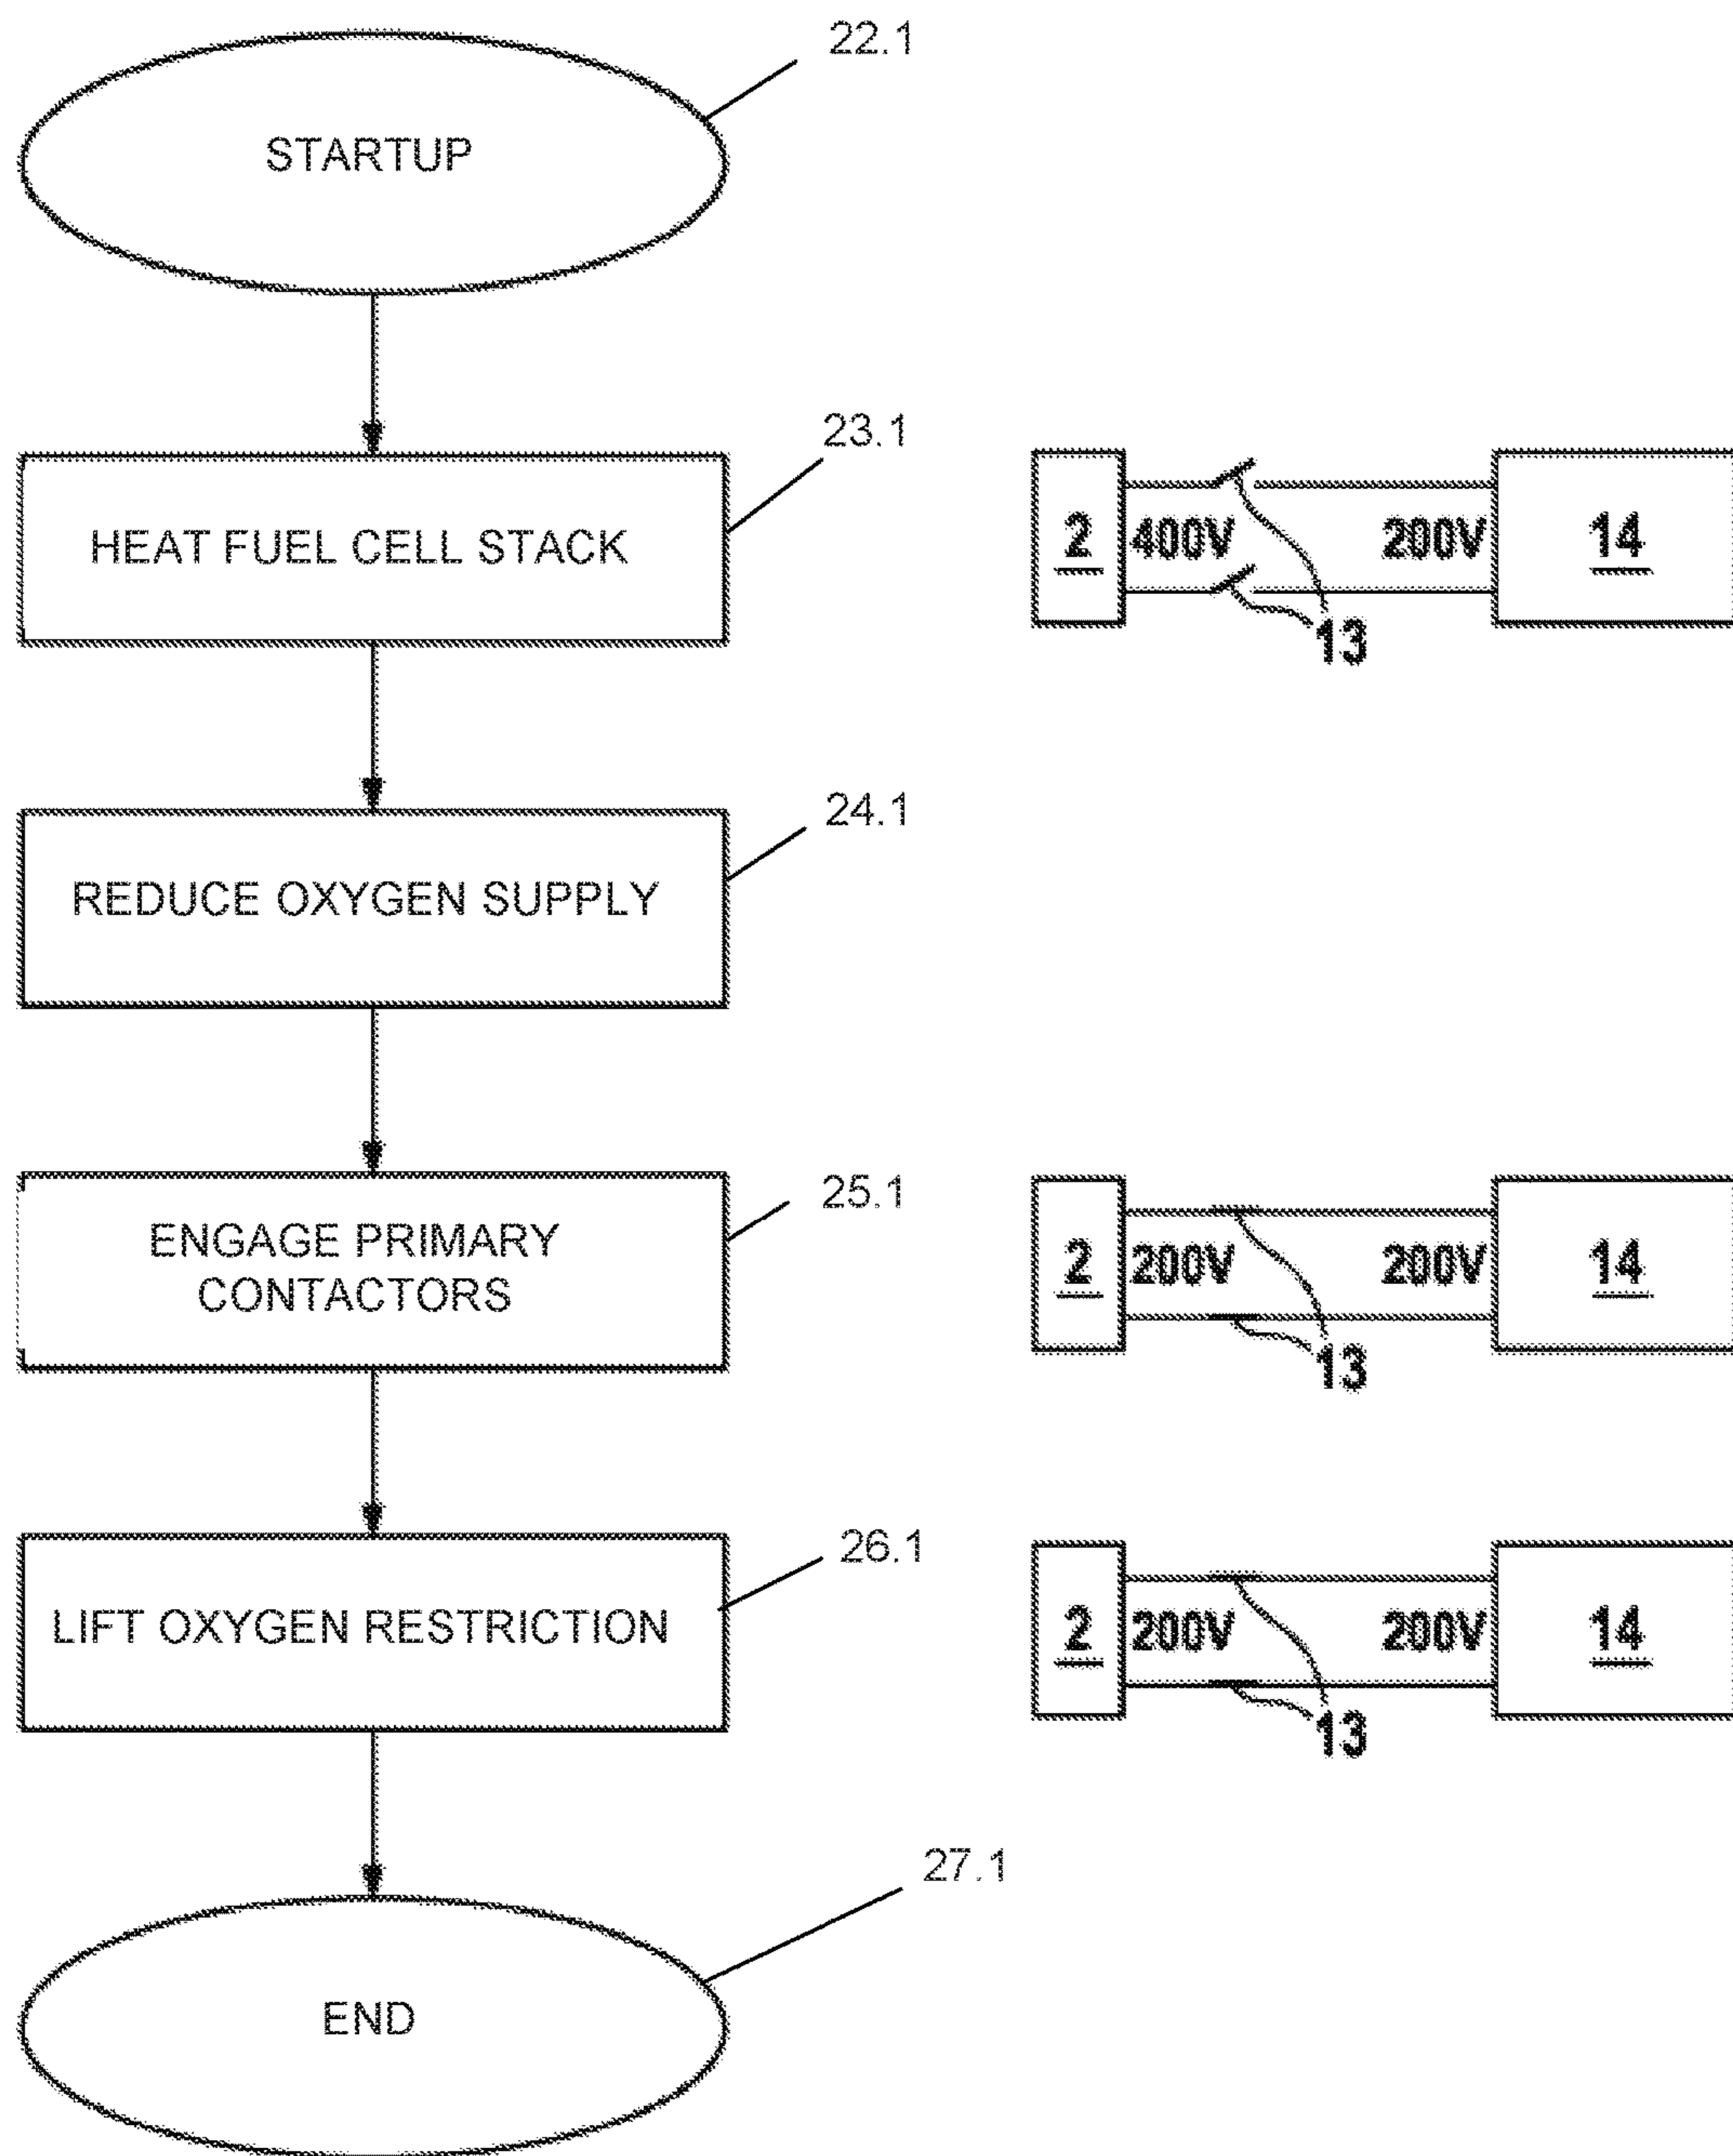 22.1
STARTUP
23.1
HEAT FUEL CELL STACK
2 400V 200V 14
13
24.1
REDUCE OXYGEN SUPPLY
25.1
ENGAGE PRIMARY
CONTACTORS
2 200V 200V 14
13
26.1
LIFT OXYGEN RESTRICTION
2 200V 200V 14
13
27.1
END